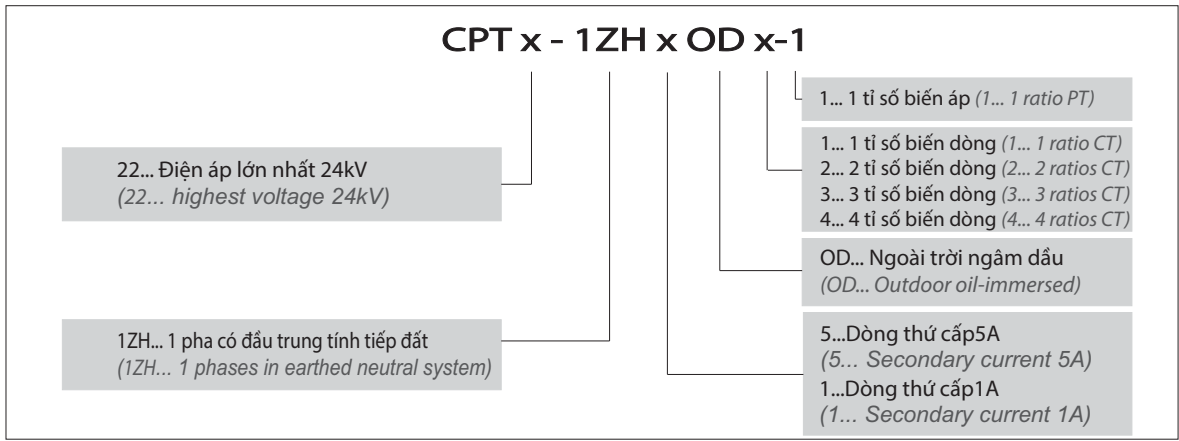 CPT x - 1ZH x OD x-1
22... Điện áp lớn nhất 24kV
(22... highest voltage 24kV)
1ZH... 1 pha có đầu trung tính tiếp đất
(1ZH... 1 phases in earthed neutral system)
1... 1 tỉ số biến áp (1... 1 ratio PT)
1... 1 tỉ số biến dòng (1... 1 ratio CT)
2... 2 tỉ số biến dòng (2... 2 ratios CT)
3... 3 tỉ số biến dòng (3... 3 ratios CT)
4... 4 tỉ số biến dòng (4... 4 ratios CT)
OD... Ngoài trời ngâm dầu
(OD... Outdoor oil-immersed)
5...Dòng thứ cấp5A
(5... Secondary current 5A)
1...Dòng thứ cấp1A
(1... Secondary current 1A)